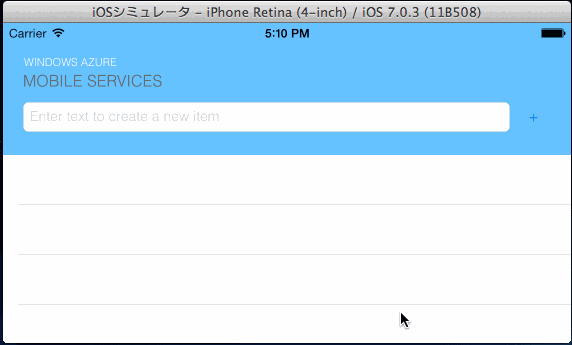 iOSシミュレータ – iPhone Retina (4-inch) / iOS 7.0.3 (11B508)
Carrier 5:10 PM
WINDOWS AZURE
MOBILE SERVICES
Enter text to create a new item +